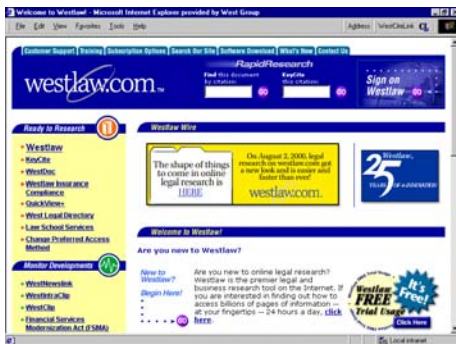 Welcome to Westlaw! - Microsoft Internet Explorer provided by West Group
File Edit View Favorites Tools Help
Address WestCiteLink
Customer Support Training Subscription Options Search Our Site Software Download What's New Contact Us
westlaw.com TM
RapidResearch
Find this document by citation:
GO
KeyCite this citation:
GO
Sign on
Westlaw GO
Ready to Research
Westlaw
KeyCite
WestDoc
Westlaw Insurance
Compliance
QuickView+
West Legal Directory
Law School Services
Change Preferred Access
Method
Monitor Developments
WestNewslink
WestIntraClip
WestClip
Financial Services
Modernization Act (FSMA)
Westlaw Wire
The shape of things
to come in online
legal research is
HERE
On August 2, 2000, legal
research on westlaw.com got
a new look and is easier and
faster than ever!
westlaw.com.
Westlaw,
25
YEARS OF e-INNOVATION
Welcome to Westlaw!
Are you new to Westlaw?
New to
Westlaw?
Begin Here!
GO
Are you new to online legal research?
Westlaw is the premier legal and
business research tool on the Internet. If
you are interested in finding out how to
access billions of pages of information --
at your fingertips -- 24 hours a day, click
here.
Westlaw
FREE
Trial Usage
It's
Free!
Click Here
Local intranet